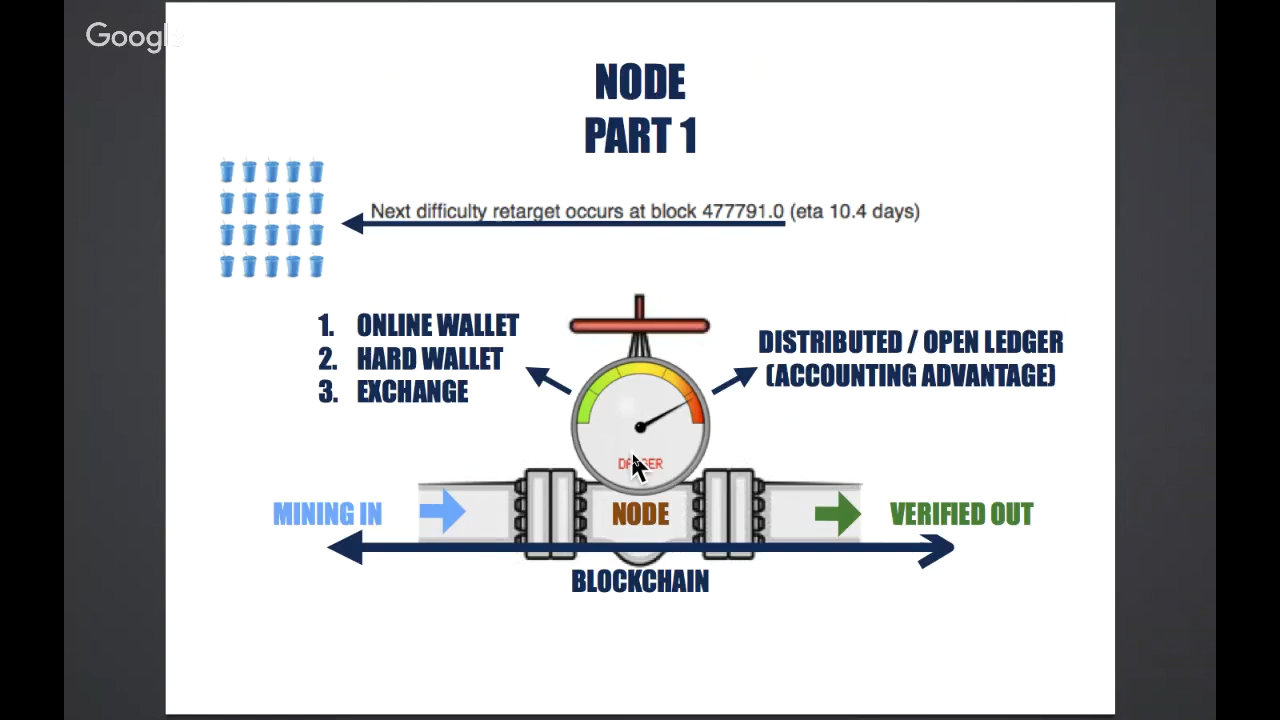 Google
NODE
PART 1
Next difficulty retarget occurs at block 477791.0 (eta 10.4 days)
1. ONLINE WALLET
2. HARD WALLET
3. EXCHANGE
DISTRIBUTED / OPEN LEDGER
(ACCOUNTING ADVANTAGE)
MINING IN
NODE
VERIFIED OUT
BLOCKCHAIN